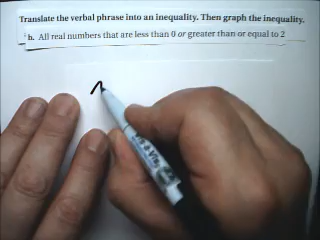 Translate the verbal phrase into an inequality. Then graph the inequality.
b. All real numbers that are less than 0 or greater than or equal to 2